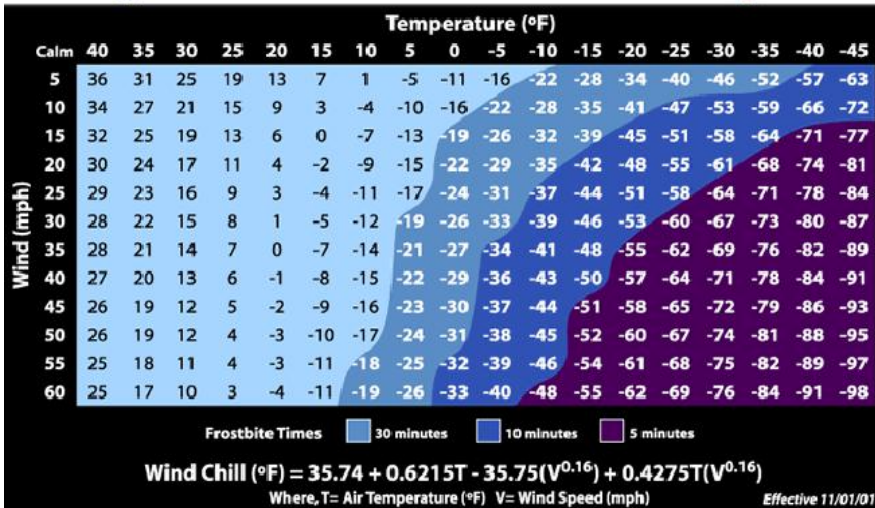 Temperature (ºF)
Calm 40 35 30 25 20 15 10 5 0 -5 -10 -15 -20 -25 -30 -35 -40 -45
5 36 31 25 19 13 7 1 -5 -11 -16 -22 -28 -34 -40 -46 -52 -57 -63
10 34 27 21 15 9 3 -4 -10 -16 -22 -28 -35 -41 -47 -53 -59 -66 -72
15 32 25 19 13 6 0 -7 -13 -19 -26 -32 -39 -45 -51 -58 -64 -71 -77
20 30 24 17 11 4 -2 -9 -15 -22 -29 -35 -42 -48 -55 -61 -68 -74 -81
25 29 23 16 9 3 -4 -11 -17 -24 -31 -37 -44 -51 -58 -64 -71 -78 -84
30 28 22 15 8 1 -5 -12 -19 -26 -33 -39 -46 -53 -60 -67 -73 -80 -87
35 28 21 14 7 0 -7 -14 -21 -27 -34 -41 -48 -55 -62 -69 -76 -82 -89
40 27 20 13 6 -1 -8 -15 -22 -29 -36 -43 -50 -57 -64 -71 -78 -84 -91
45 26 19 12 5 -2 -9 -16 -23 -30 -37 -44 -51 -58 -65 -72 -79 -86 -93
50 26 19 12 4 -3 -10 -17 -24 -31 -38 -45 -52 -60 -67 -74 -81 -88 -95
55 25 18 11 4 -3 -11 -18 -25 -32 -39 -46 -54 -61 -68 -75 -82 -89 -97
60 25 17 10 3 -4 -11 -19 -26 -33 -40 -48 -55 -62 -69 -76 -84 -91 -98
Wind (mph)
Frostbite Times 30 minutes 10 minutes 5 minutes
Wind Chill (ºF) = 35.74 + 0.6215T - 35.75(V^0.16) + 0.4275T(V^0.16)
Where, T= Air Temperature (ºF) V= Wind Speed (mph) Effective 11/01/01